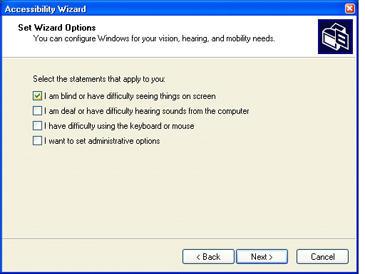 Accessibility Wizard
Set Wizard Options
You can configure Windows for your vision, hearing, and mobility needs.
Select the statements that apply to you:
I am blind or have difficulty seeing things on screen
I am deaf or have difficulty hearing sounds from the computer
I have difficulty using the keyboard or mouse
I want to set administrative options
< Back Next > Cancel